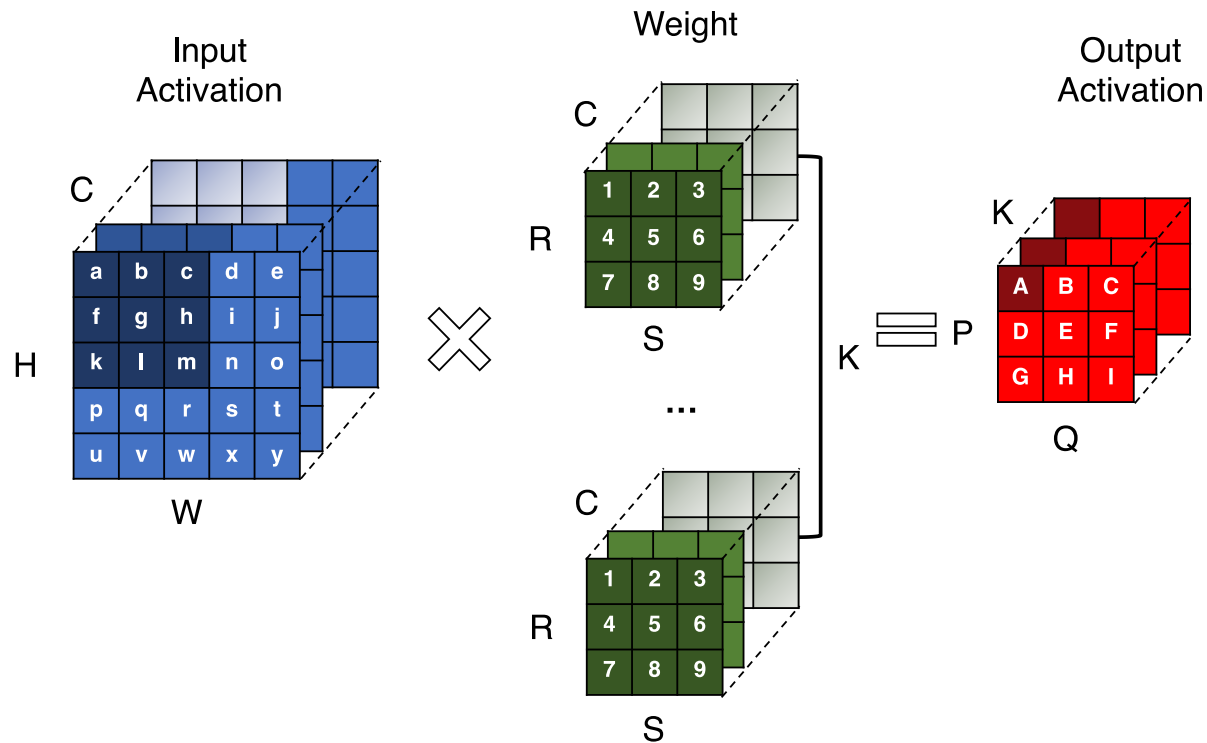 Input
Activation
Weight
Output
Activation
C
a b c d e
f g h i j
k l m n o
p q r s t
u v w x y
H
W
C
1 2 3
4 5 6
7 8 9
R
S
...
K
C
1 2 3
4 5 6
7 8 9
R
S
K
A B C
D E F
G H I
P
Q